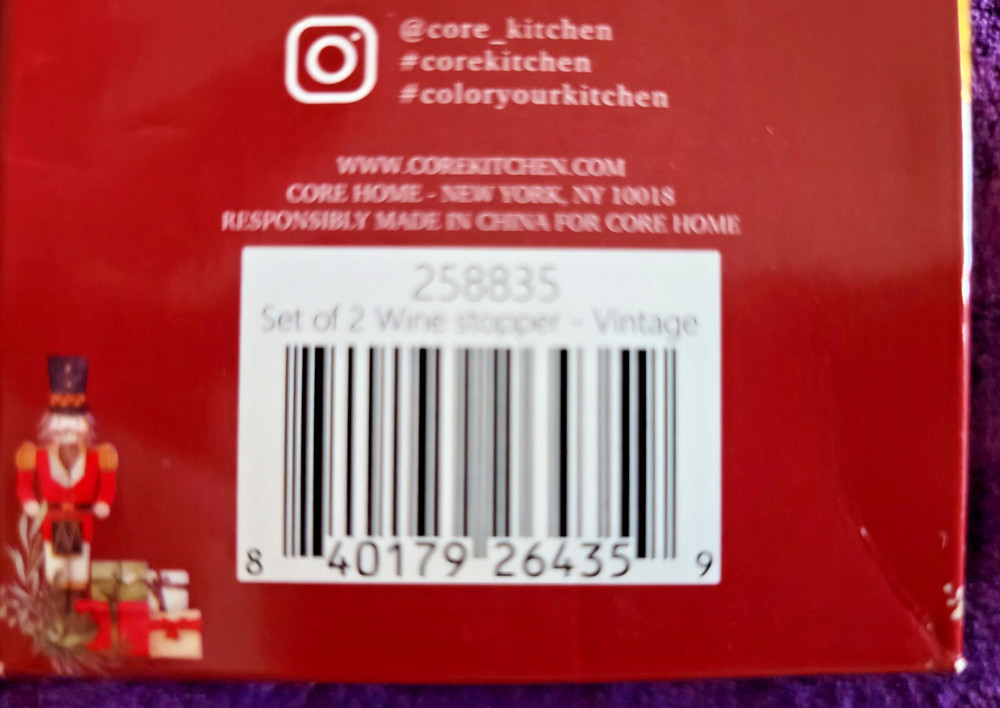 @core_kitchen
#corekitchen
#coloryourkitchen
WWW.COREKITCHEN.COM
CORE HOME - NEW YORK, NY 10018
RESPONSIBLY MADE IN CHINA FOR CORE HOME
258835
Set of 2 Wine stopper - Vintage
8 40179 26435 9